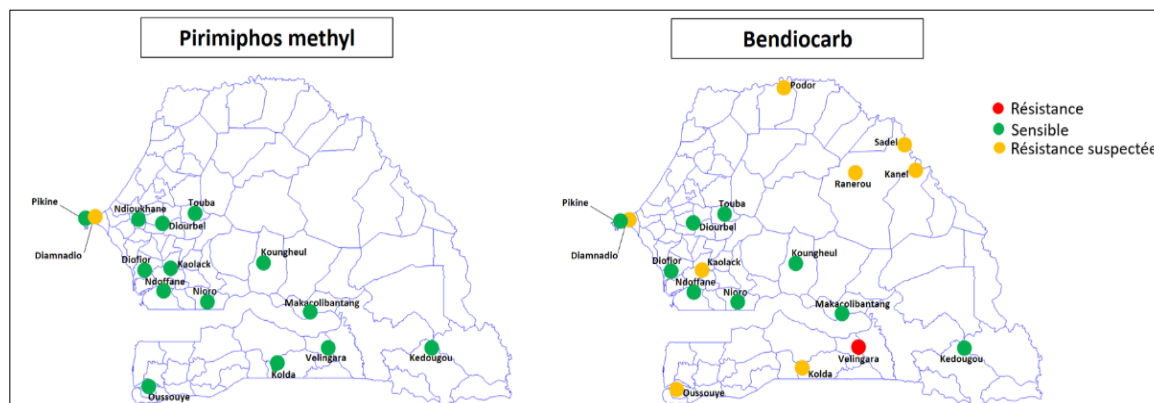 Pirimiphos methyl
Pikine
Ndioukhane
Touba
Diourbel
Diamnadio
Diofior
Kaolack
Koungheul
Ndoffane
Nioro
Makacolibantang
Velingara
Kedougou
Kolda
Oussouye
Bendiocarb
Podor
Résistance
Sensible
Résistance suspectée
Sadel
Kanel
Ranerou
Pikine
Touba
Diourbel
Diamnadio
Diofior
Kaolack
Koungheul
Ndoffane
Nioro
Makacolibantang
Velingara
Kedougou
Kolda
Oussouye